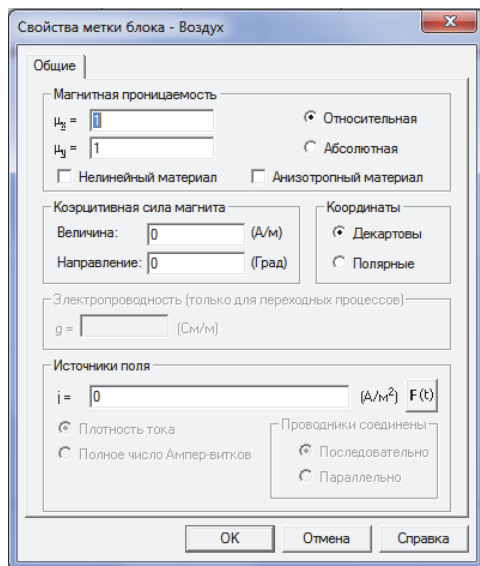 Свойства метки блока - Воздух
Общие
Магнитная проницаемость
μx = 1
Относительная
μy = 1
Абсолютная
Нелинейный материал Анизотропный материал
Коэрцитивная сила магнита
Координаты
Величина: 0 (А/м)
Декартовы
Направление: 0 (Град)
Полярные
Электропроводность (только для переходных процессов)
g = (См/м)
Источники поля
j = 0 (А/м²) F(t)
Плотность тока
Проводники соединены
Полное число Ампер-витков
Последовательно
Параллельно
OK Отмена Справка